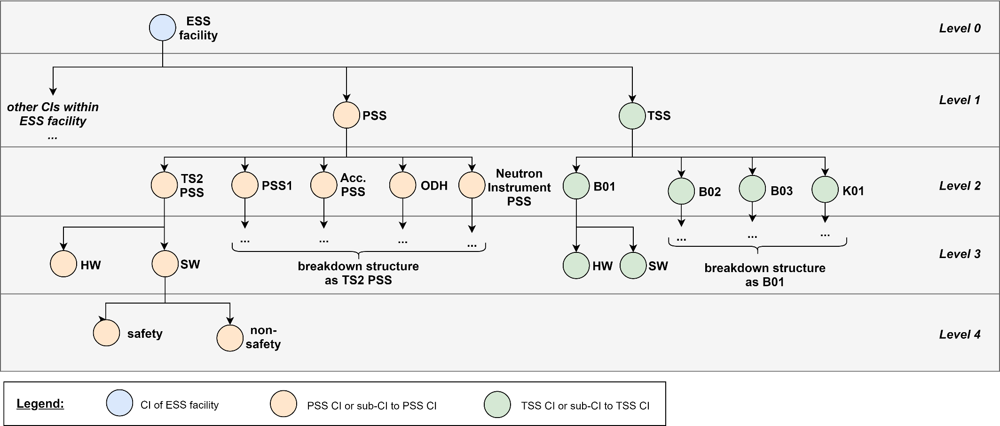 ESS
facility
Level 0
other CIs within
ESS facility
...
PSS
TSS
Level 1
TS2
PSS
PSS1
Acc.
PSS
ODH
Neutron
Instrument
PSS
B01
B02
B03
K01
Level 2
HW
SW
...
...
...
...
breakdown structure
as TS2 PSS
HW
SW
...
...
...
breakdown structure
as B01
Level 3
safety
non-
safety
Level 4
Legend:
CI of ESS facility
PSS CI or sub-CI to PSS CI
TSS CI or sub-CI to TSS CI